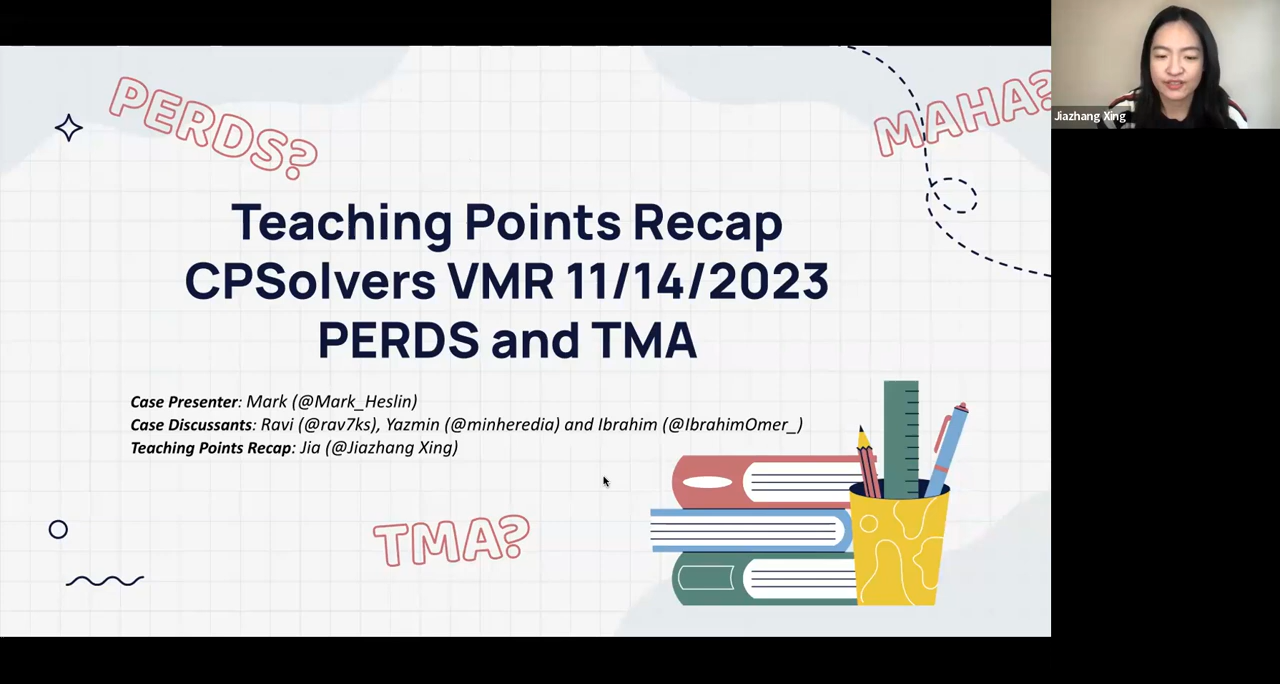 PERDS?
MAHA?
Jiazhang Xing
Teaching Points Recap
CPSolvers VMR 11/14/2023
PERDS and TMA
Case Presenter: Mark (@Mark_Heslin)
Case Discussants: Ravi (@rav7ks), Yazmin (@minheredia) and Ibrahim (@IbrahimOmer_)
Teaching Points Recap: Jia (@Jiazhang Xing)
TMA?